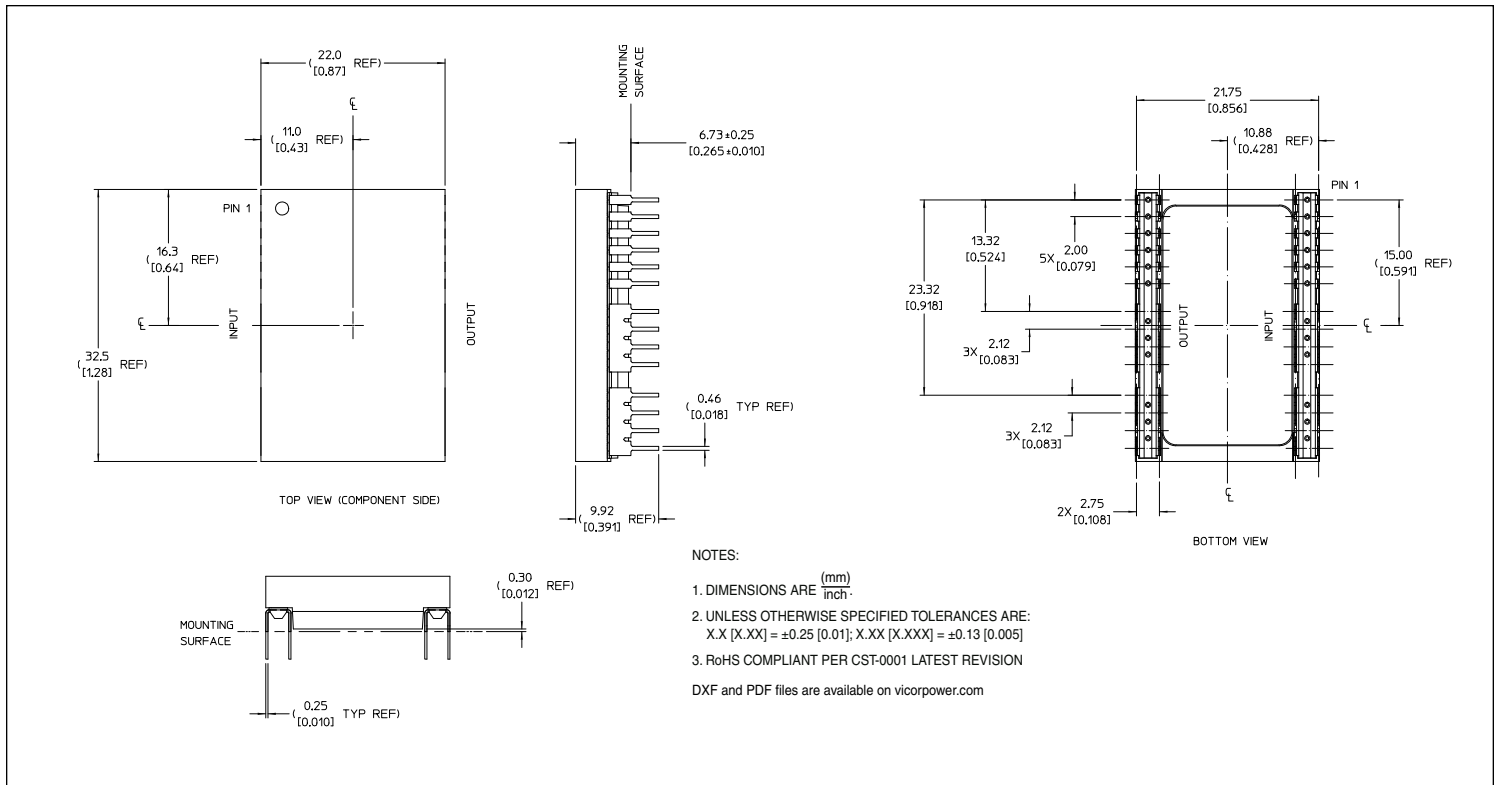 22.0
( [0.87] REF)
℄
11.0
( [0.43] REF)
PIN 1
16.3
( [0.64] REF)
℄
INPUT
OUTPUT
32.5
( [1.28] REF)
TOP VIEW (COMPONENT SIDE)
MOUNTING
SURFACE
6.73±0.25
[0.265±0.010]
0.46
( [0.018] TYP REF)
9.92
( [0.391] REF)
21.75
[0.856]
10.88
( [0.428] REF)
PIN 1
13.32
[0.524]
5X 2.00
[0.079]
15.00
( [0.591] REF)
23.32
[0.918]
OUTPUT
INPUT
℄
3X 2.12
[0.083]
3X 2.12
[0.083]
℄
2X 2.75
[0.108]
BOTTOM VIEW
0.30
( [0.012] REF)
MOUNTING
SURFACE
0.25
( [0.010] TYP REF)
NOTES:
1. DIMENSIONS ARE (mm)
inch.
2. UNLESS OTHERWISE SPECIFIED TOLERANCES ARE:
X.X [X.XX] = ±0.25 [0.01]; X.XX [X.XXX] = ±0.13 [0.005]
3. RoHS COMPLIANT PER CST-0001 LATEST REVISION
DXF and PDF files are available on vicorpower.com